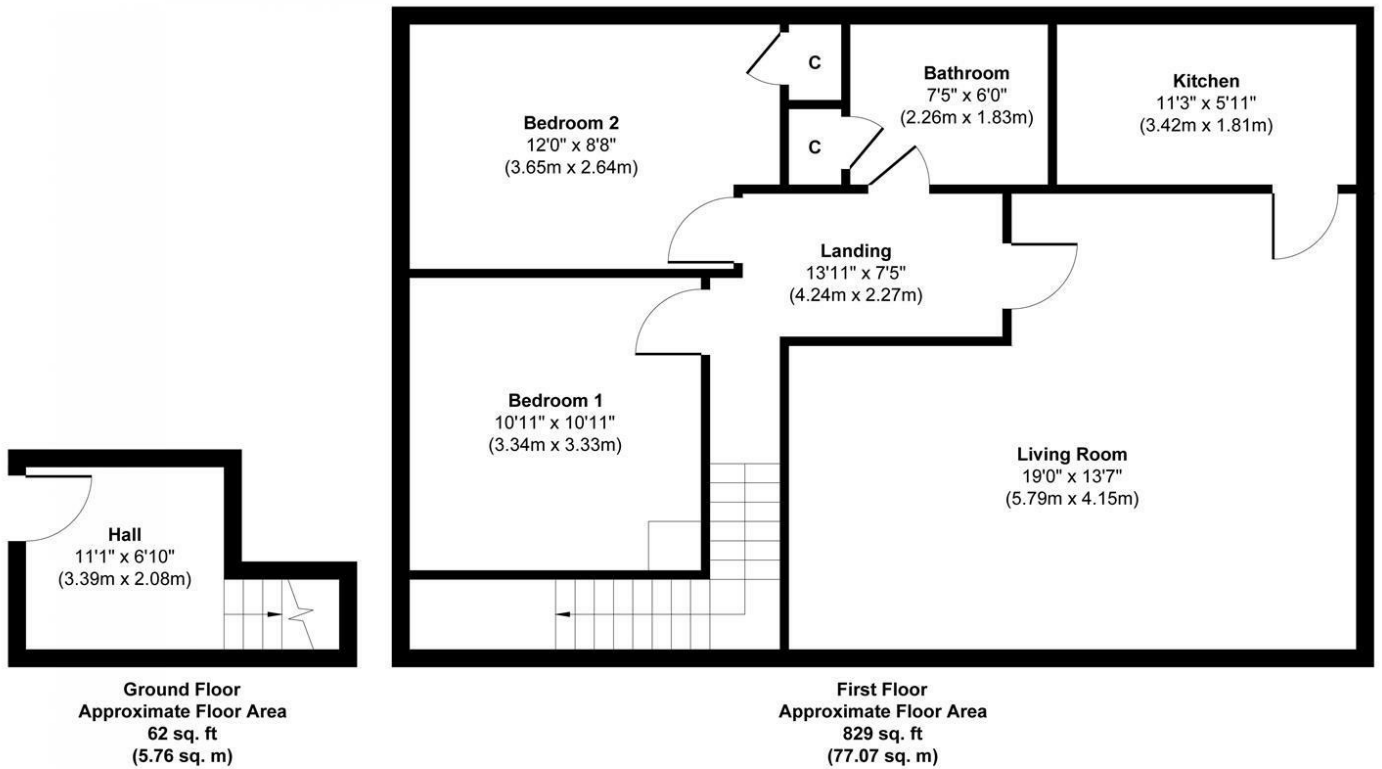 Bedroom 2
12'0" x 8'8"
(3.65m x 2.64m)
C
C
Bathroom
7'5" x 6'0"
(2.26m x 1.83m)
Kitchen
11'3" x 5'11"
(3.42m x 1.81m)
Landing
13'11" x 7'5"
(4.24m x 2.27m)
Bedroom 1
10'11" x 10'11"
(3.34m x 3.33m)
Living Room
19'0" x 13'7"
(5.79m x 4.15m)
Hall
11'1" x 6'10"
(3.39m x 2.08m)
Ground Floor
Approximate Floor Area
62 sq. ft
(5.76 sq. m)
First Floor
Approximate Floor Area
829 sq. ft
(77.07 sq. m)